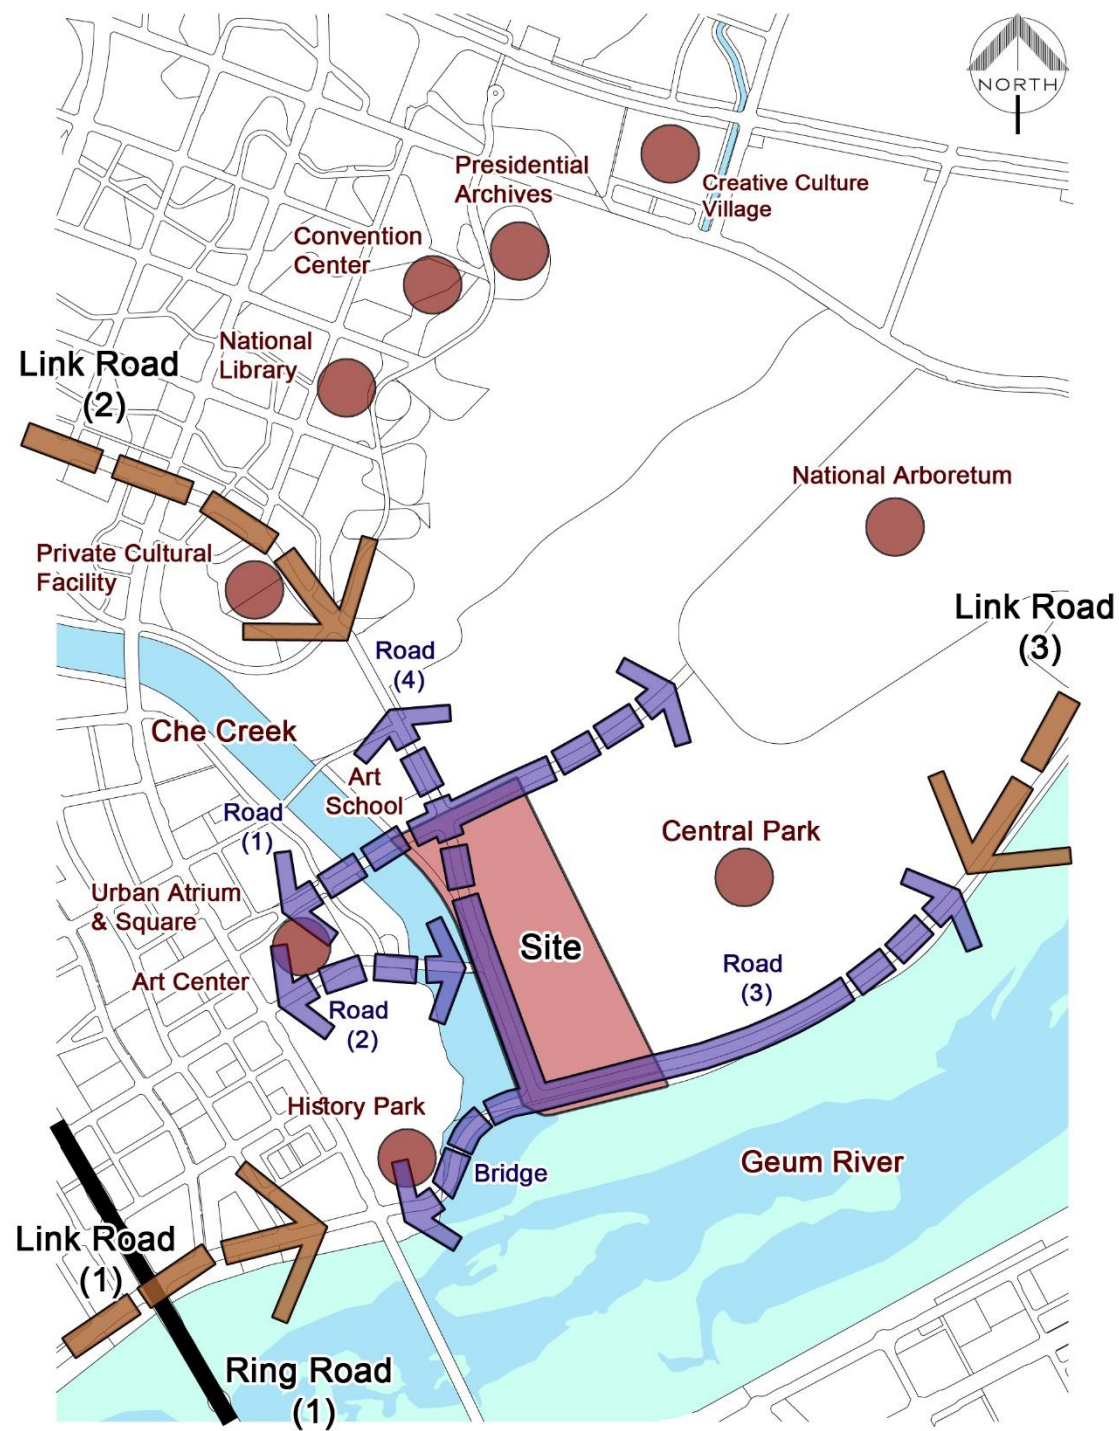 NORTH
Presidential
Archives
Creative Culture
Village
Convention
Center
National
Library
Link Road
(2)
National Arboretum
Private Cultural
Facility
Link Road
(3)
Road
(4)
Che Creek
Art
School
Road
(1)
Central Park
Urban Atrium
& Square
Site
Art Center
Road
(3)
Road
(2)
History Park
Bridge
Geum River
Link Road
(1)
Ring Road
(1)